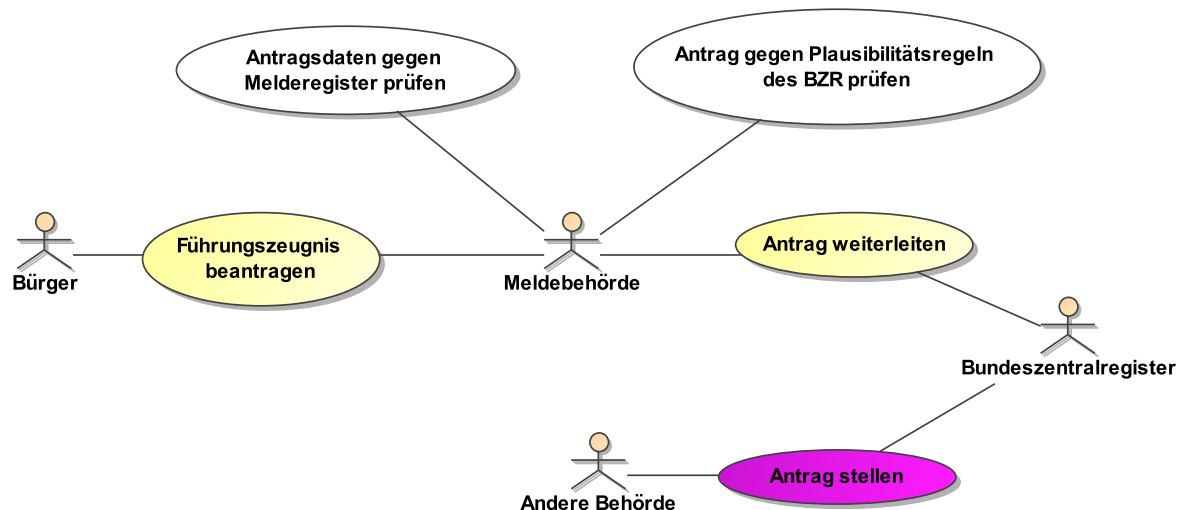 Antragsdaten gegen
Melderegister prüfen
Antrag gegen Plausibilitätsregeln
des BZR prüfen
Führungszeugnis
beantragen
Antrag weiterleiten
Bürger
Meldebehörde
Bundeszentralregister
Antrag stellen
Andere Behörde